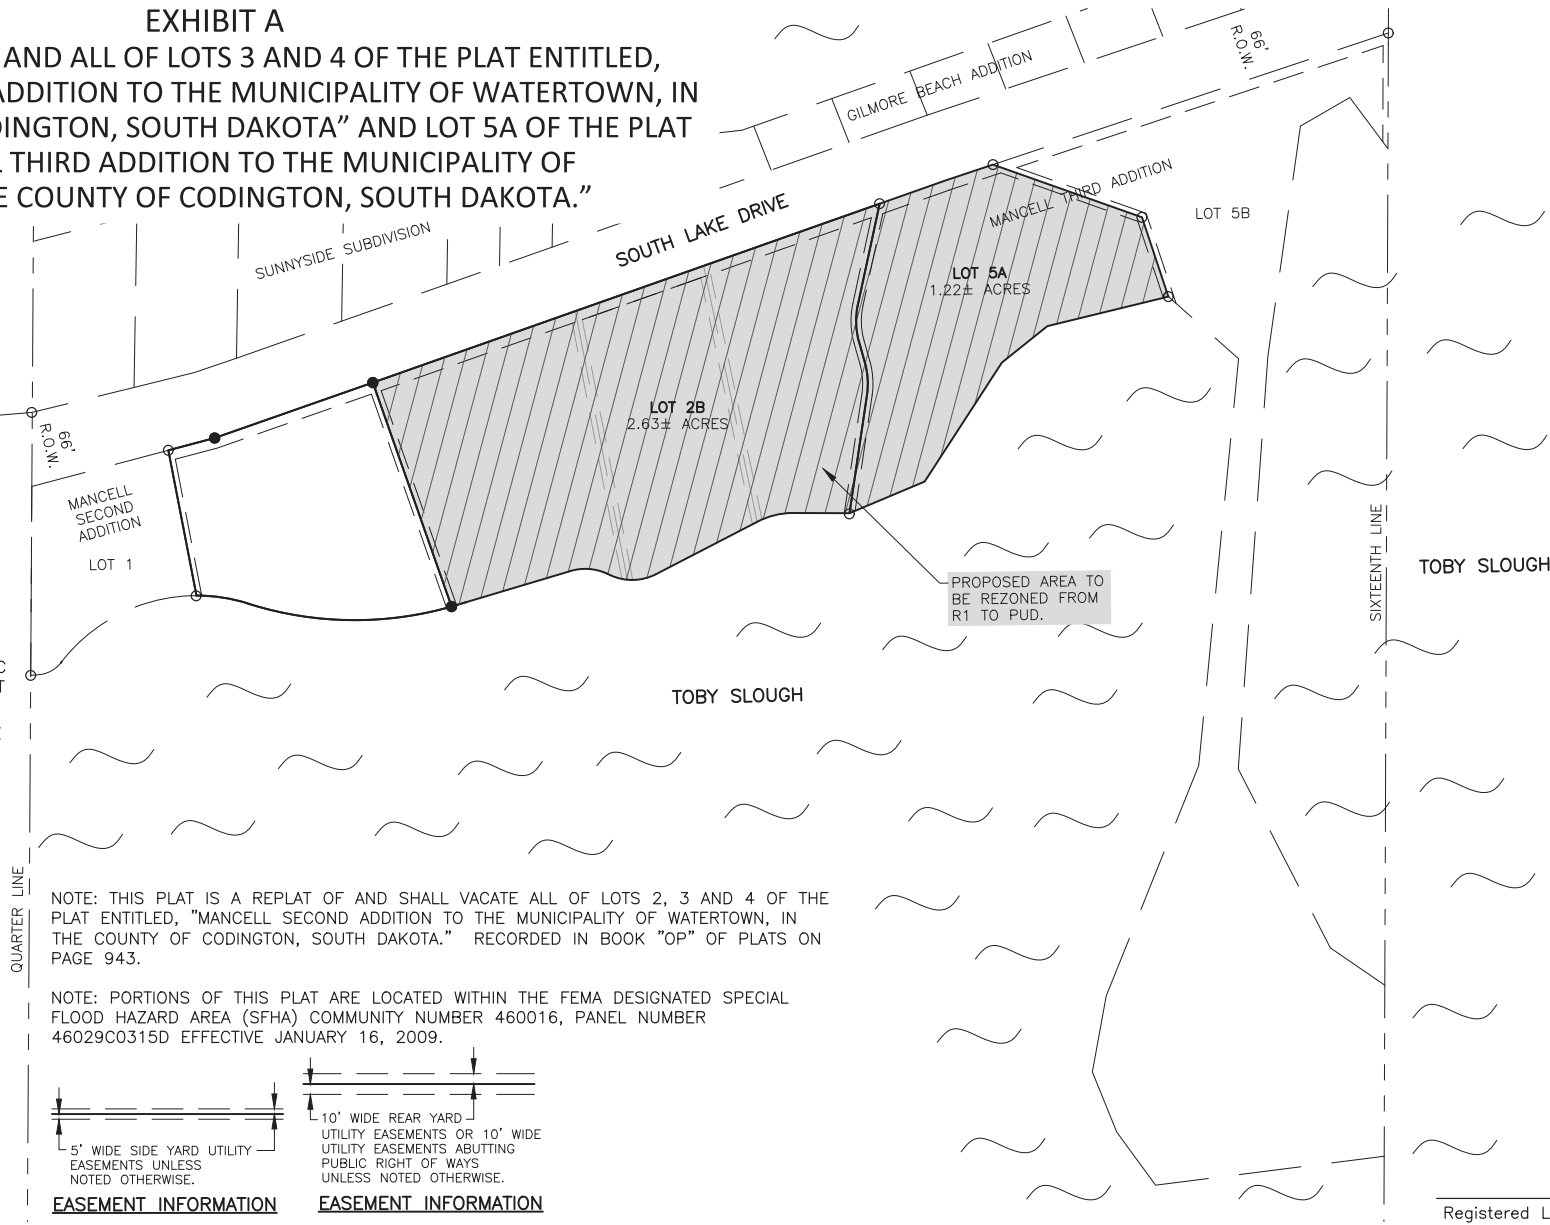 EXHIBIT A
AND ALL OF LOTS 3 AND 4 OF THE PLAT ENTITLED,
ADDITION TO THE MUNICIPALITY OF WATERTOWN, IN
DINGTON, SOUTH DAKOTA” AND LOT 5A OF THE PLAT
THIRD ADDITION TO THE MUNICIPALITY OF
E COUNTY OF CODINGTON, SOUTH DAKOTA.”
66'
R.O.W.
GILMORE BEACH ADDITION
SOUTH LAKE DRIVE
SUNNYSIDE SUBDIVISION
MANCELL THIRD ADDITION
LOT 5B
LOT 5A
1.22± ACRES
LOT 2B
2.63± ACRES
66'
R.O.W.
MANCELL
SECOND
ADDITION
LOT 1
PROPOSED AREA TO
BE REZONED FROM
R1 TO PUD.
SIXTEENTH LINE
TOBY SLOUGH
TOBY SLOUGH
C
T
QUARTER LINE
NOTE: THIS PLAT IS A REPLAT OF AND SHALL VACATE ALL OF LOTS 2, 3 AND 4 OF THE
PLAT ENTITLED, "MANCELL SECOND ADDITION TO THE MUNICIPALITY OF WATERTOWN, IN
THE COUNTY OF CODINGTON, SOUTH DAKOTA." RECORDED IN BOOK "OP" OF PLATS ON
PAGE 943.
NOTE: PORTIONS OF THIS PLAT ARE LOCATED WITHIN THE FEMA DESIGNATED SPECIAL
FLOOD HAZARD AREA (SFHA) COMMUNITY NUMBER 460016, PANEL NUMBER
46029C0315D EFFECTIVE JANUARY 16, 2009.
5' WIDE SIDE YARD UTILITY
EASEMENTS UNLESS
NOTED OTHERWISE.
EASEMENT INFORMATION
10' WIDE REAR YARD
UTILITY EASEMENTS OR 10' WIDE
UTILITY EASEMENTS ABUTTING
PUBLIC RIGHT OF WAYS
UNLESS NOTED OTHERWISE.
EASEMENT INFORMATION
Registered L